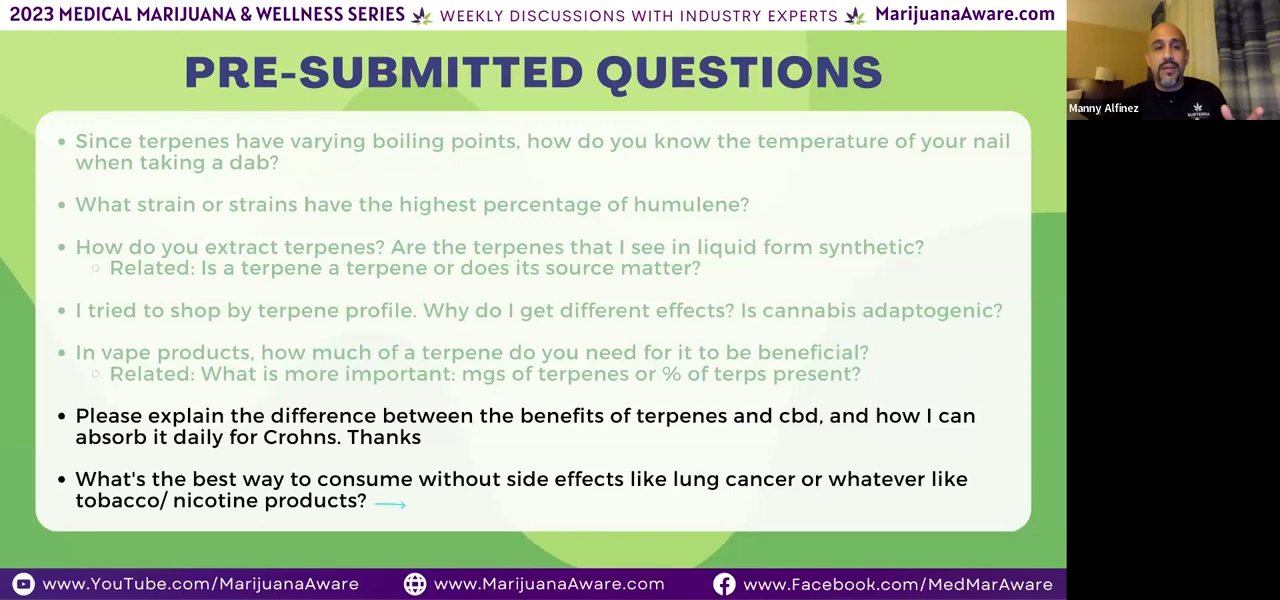 2023 MEDICAL MARIJUANA & WELLNESS SERIES WEEKLY DISCUSSIONS WITH INDUSTRY EXPERTS MarijuanaAware.com
PRE-SUBMITTED QUESTIONS
Manny Alfinez
SUBTERRA
• Since terpenes have varying boiling points, how do you know the temperature of your nail
when taking a dab?
• What strain or strains have the highest percentage of humulene?
• How do you extract terpenes? Are the terpenes that I see in liquid form synthetic?
○ Related: Is a terpene a terpene or does its source matter?
• I tried to shop by terpene profile. Why do I get different effects? Is cannabis adaptogenic?
• In vape products, how much of a terpene do you need for it to be beneficial?
○ Related: What is more important: mgs of terpenes or % of terps present?
• Please explain the difference between the benefits of terpenes and cbd, and how I can
absorb it daily for Crohns. Thanks
• What's the best way to consume without side effects like lung cancer or whatever like
tobacco/ nicotine products?
www.YouTube.com/MarijuanaAware www.MarijuanaAware.com www.Facebook.com/MedMarAware